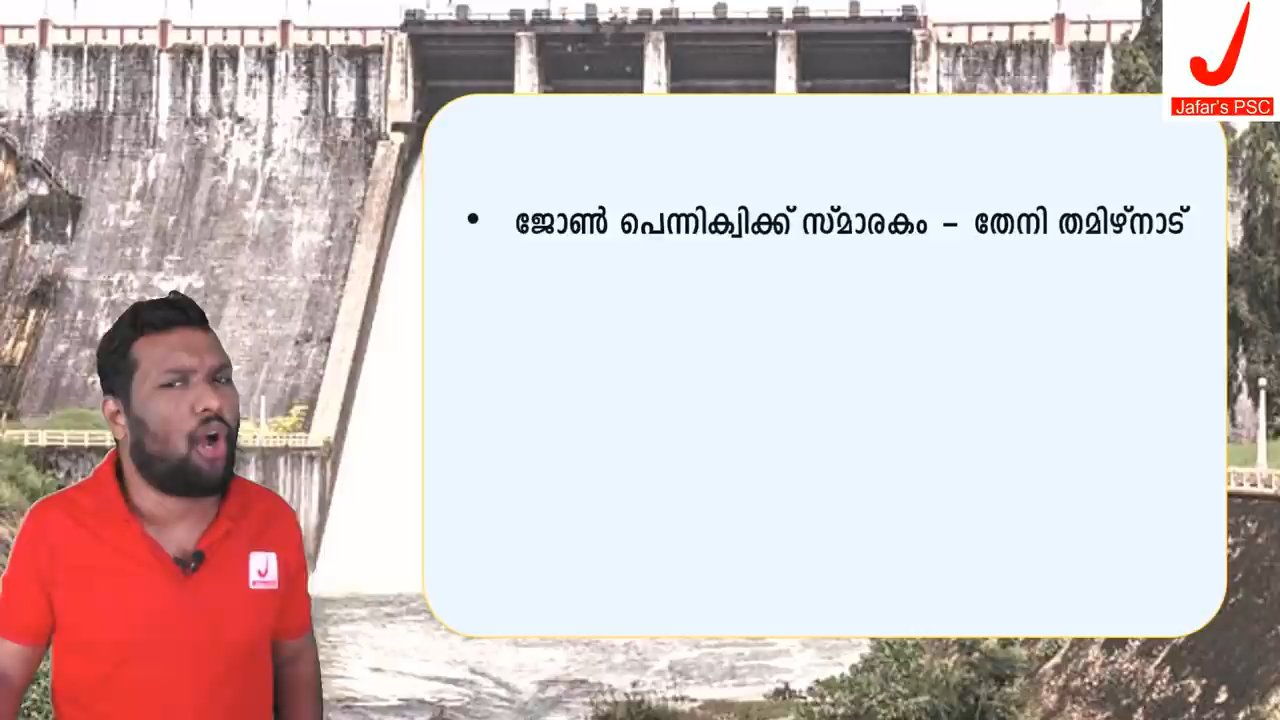 Jafar's PSC
• ജോൺ പെന്നിക്വിക്ക് സ്മാരകം – തേനി തമിഴ്നാട്